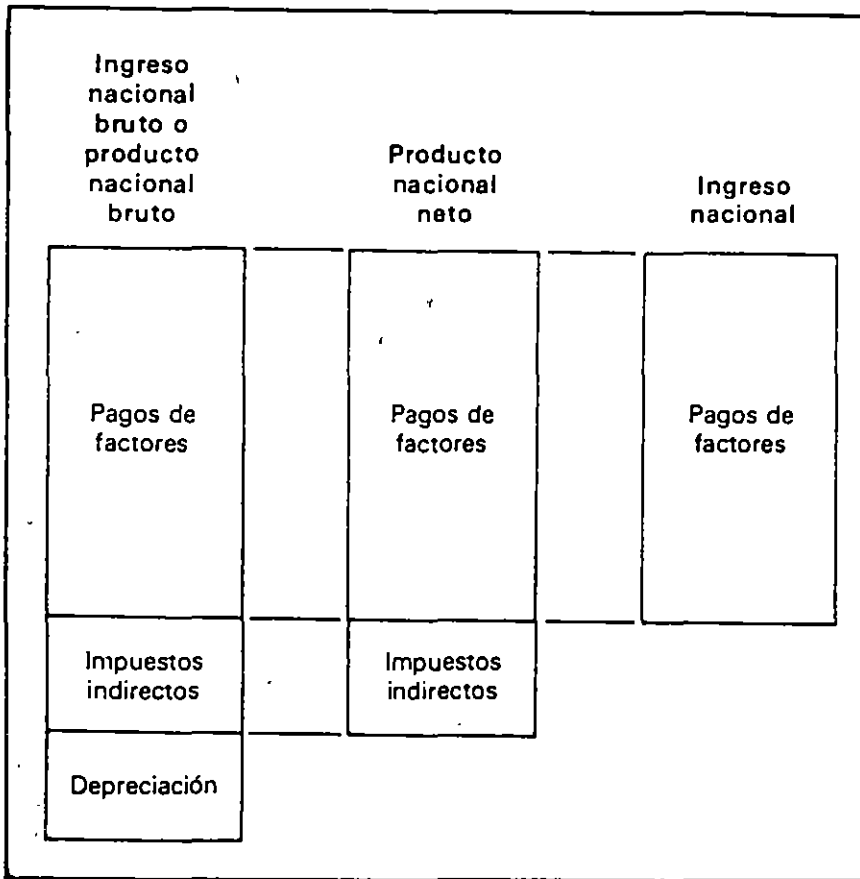 Ingreso
nacional
bruto o
producto
nacional
bruto
Producto
nacional
neto
Ingreso
nacional
Pagos de
factores
Pagos de
factores
Pagos de
factores
Impuestos
indirectos
Impuestos
indirectos
Depreciación